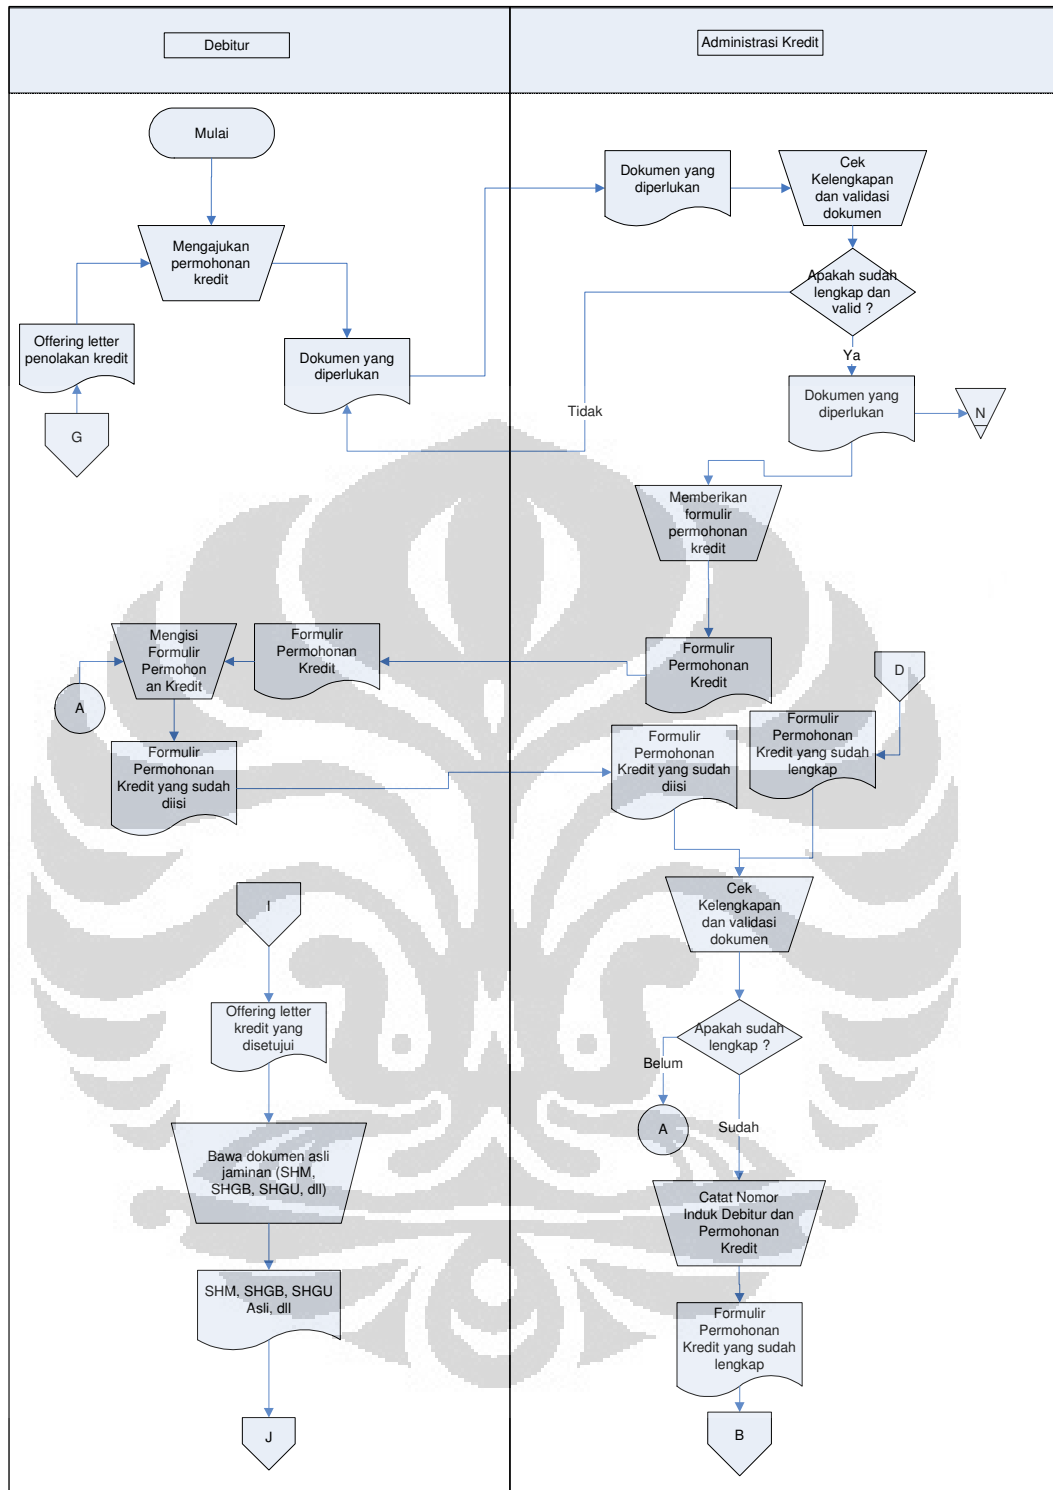 Debitur
Administrasi Kredit
Mulai
Mengajukan
permohonan
kredit
Offering letter
penolakan kredit
G
Dokumen yang
diperlukan
Dokumen yang
diperlukan
Cek
Kelengkapan
dan validasi
dokumen
Apakah sudah
lengkap dan
valid ?
Ya
Tidak
Dokumen yang
diperlukan
N
Memberikan
formulir
permohonan
kredit
Formulir
Permohonan
Kredit
Formulir
Permohonan
Kredit
Mengisi
Formulir
Permohon
an Kredit
A
Formulir
Permohonan
Kredit yang sudah
diisi
D
Formulir
Permohonan
Kredit yang sudah
diisi
Formulir
Permohonan
Kredit yang sudah
lengkap
Cek
Kelengkapan
dan validasi
dokumen
Apakah sudah
lengkap ?
Belum
A
Sudah
Catat Nomor
Induk Debitur dan
Permohonan
Kredit
Formulir
Permohonan
Kredit yang sudah
lengkap
B
I
Offering letter
kredit yang
disetujui
Bawa dokumen asli
jaminan (SHM,
SHGB, SHGU, dll)
SHM, SHGB, SHGU
Asli, dll
J